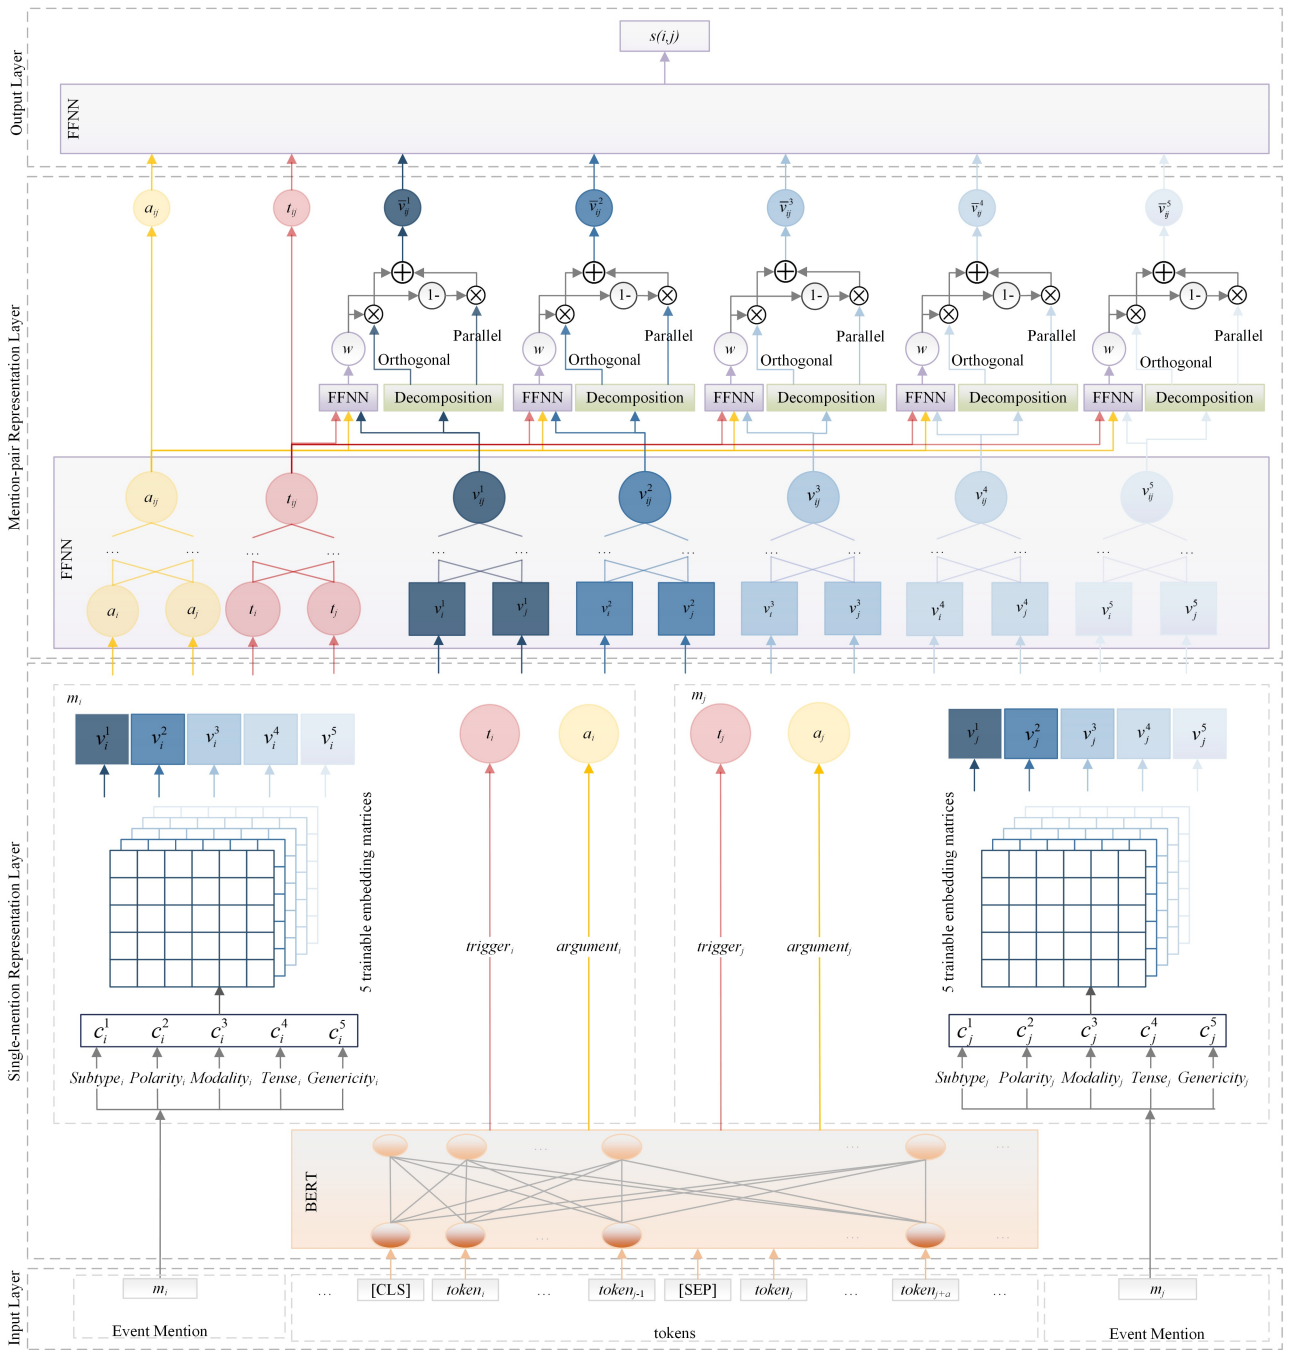 Output Layer
s(i,j)
FFNN
Mention-pair Representation Layer
a_ij t_ij v̅_ij^1 v̅_ij^2 v̅_ij^3 v̅_ij^4 v̅_ij^5
1- 1- 1- 1- 1-
w w w w w
Orthogonal Parallel Orthogonal Parallel Orthogonal Parallel Orthogonal Parallel Orthogonal Parallel
FFNN Decomposition FFNN Decomposition FFNN Decomposition FFNN Decomposition FFNN Decomposition
FFNN
a_ij t_ij v_ij^1 v_ij^2 v_ij^3 v_ij^4 v_ij^5
... ... ... ... ... ... ... ... ... ... ... ... ... ...
a_i a_j t_i t_j v_i^1 v_j^1 v_i^2 v_j^2 v_i^3 v_j^3 v_i^4 v_j^4 v_i^5 v_j^5
Single-mention Representation Layer
m_i
v_i^1 v_i^2 v_i^3 v_i^4 v_i^5
t_i a_i
5 trainable embedding matrices
trigger_i argument_i
c_i^1 c_i^2 c_i^3 c_i^4 c_i^5
Subtype_i Polarity_i Modality_i Tense_i Genericity_i
m_j
t_j a_j
v_j^1 v_j^2 v_j^3 v_j^4 v_j^5
5 trainable embedding matrices
trigger_j argument_j
c_j^1 c_j^2 c_j^3 c_j^4 c_j^5
Subtype_j Polarity_j Modality_j Tense_j Genericity_j
BERT
... ... ...
... ... ...
Input Layer
m_i
Event Mention
... [CLS] token_i ... token_j-1 [SEP] token_j ... token_j+a ...
tokens
m_j
Event Mention